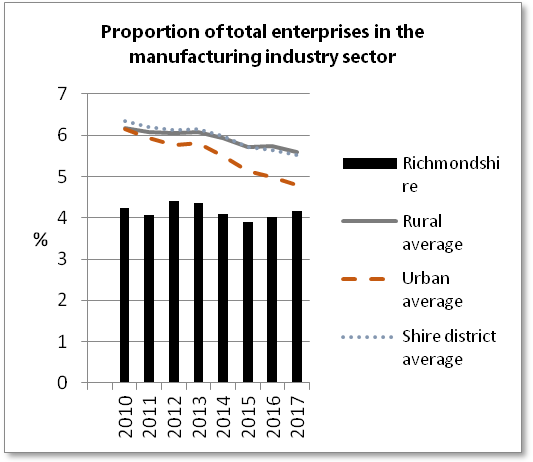 Proportion of total enterprises in the
manufacturing industry sector
7
6
5
4
3
2
1
0
%
2010
2011
2012
2013
2014
2015
2016
2017
Richmondshi
re
Rural
average
Urban
average
Shire district
average